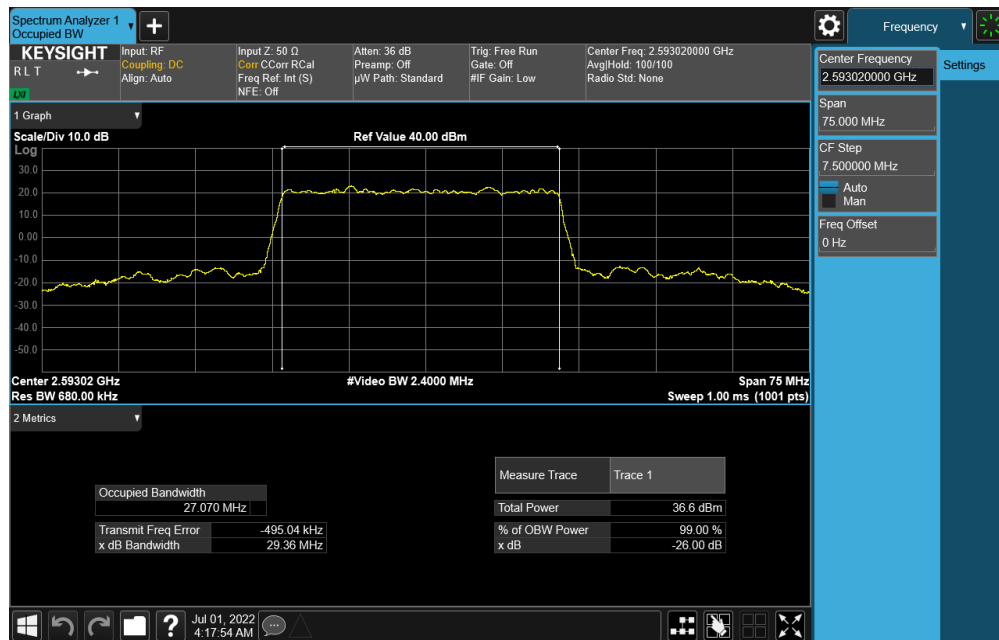 Spectrum Analyzer 1
Occupied BW
+
Frequency
KEYSIGHT
R L T
LXI
Input: RF
Coupling: DC
Align: Auto
Input Z: 50 Ω
Corr CCorr RCal
Freq Ref: Int (S)
NFE: Off
Atten: 36 dB
Preamp: Off
µW Path: Standard
Trig: Free Run
Gate: Off
#IF Gain: Low
Center Freq: 2.593020000 GHz
Avg|Hold: 100/100
Radio Std: None
Center Frequency
2.593020000 GHz
Settings
Span
75.000 MHz
CF Step
7.500000 MHz
Auto
Man
Freq Offset
0 Hz
1 Graph
Scale/Div 10.0 dB
Ref Value 40.00 dBm
Log
30.0
20.0
10.0
0.00
-10.0
-20.0
-30.0
-40.0
-50.0
Center 2.59302 GHz
#Video BW 2.4000 MHz
Span 75 MHz
Res BW 680.00 kHz
Sweep 1.00 ms (1001 pts)
2 Metrics
Occupied Bandwidth
27.070 MHz
Transmit Freq Error -495.04 kHz
x dB Bandwidth 29.36 MHz
Measure Trace Trace 1
Total Power 36.6 dBm
% of OBW Power 99.00 %
x dB -26.00 dB
?
Jul 01, 2022
4:17:54 AM